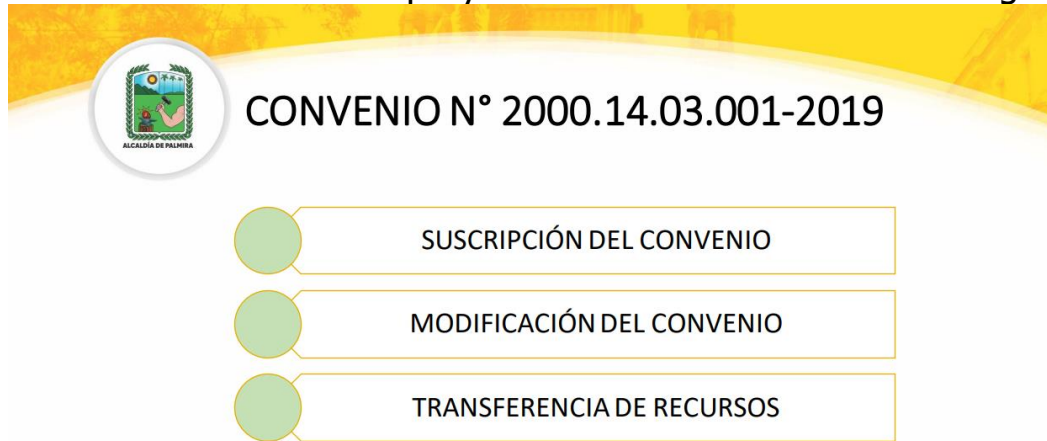 ALCALDÍA DE PALMIRA
CONVENIO N° 2000.14.03.001-2019
SUSCRIPCIÓN DEL CONVENIO
MODIFICACIÓN DEL CONVENIO
TRANSFERENCIA DE RECURSOS